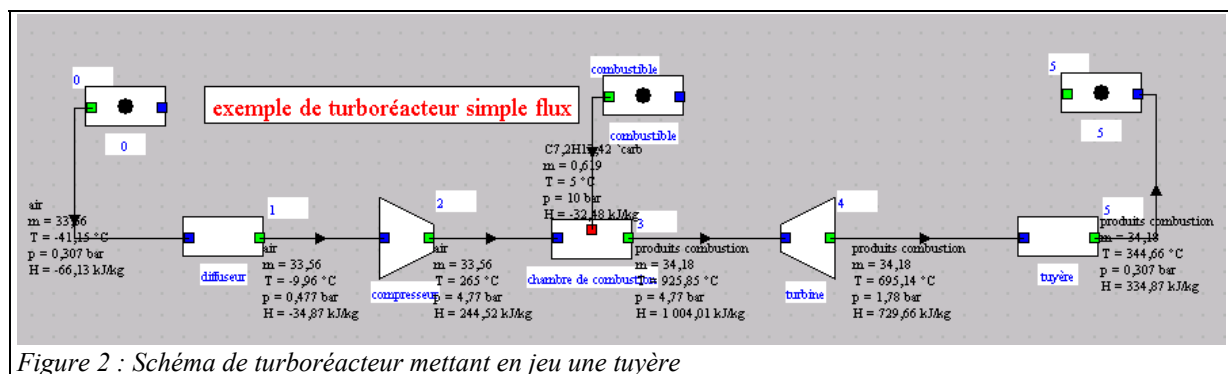 0
0
exemple de turboréacteur simple flux
combustible
combustible
5
5
air
m = 33,56
T = -41,15 °C
p = 0,307 bar
H = -66,13 kJ/kg
diffuseur
1
air
m = 33,56
T = -9,96 °C
p = 0,477 bar
H = -34,87 kJ/kg
compresseur
2
air
m = 33,56
T = 265 °C
p = 4,77 bar
H = 244,52 kJ/kg
`carb
m = 0,619
T = 5 °C
p = 10 bar
H = -32,48 kJ/kg
chambre de combustion
3
produits combustion
m = 34,18
T = 925,85 °C
p = 4,77 bar
H = 1 004,01 kJ/kg
turbine
4
produits combustion
m = 34,18
T = 695,14 °C
p = 1,78 bar
H = 729,66 kJ/kg
tuyère
5
produits combustion
m = 34,18
T = 344,66 °C
p = 0,307 bar
H = 334,87 kJ/kg
Figure 2 : Schéma de turboréacteur mettant en jeu une tuyère